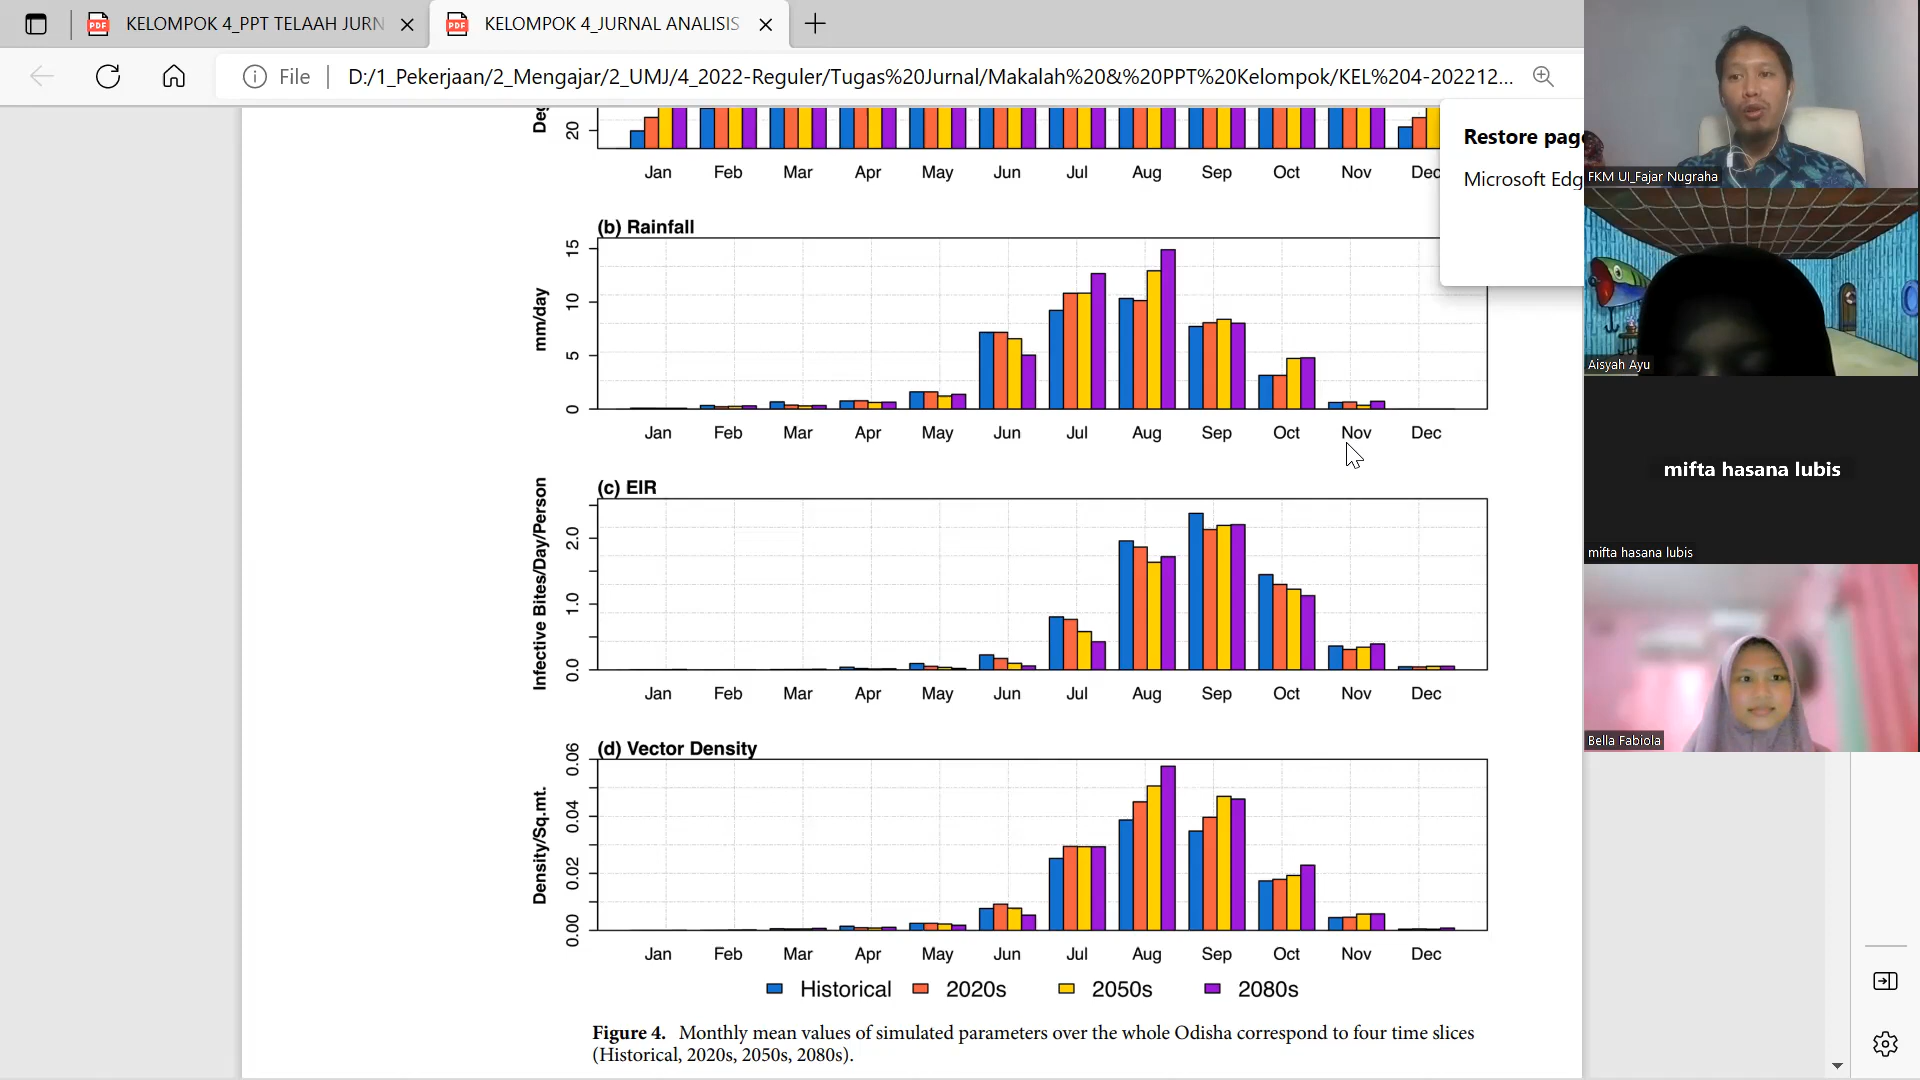 KELOMPOK 4_PPT TELAAH JURN
KELOMPOK 4_JURNAL ANALISIS
File
D:/1_Pekerjaan/2_Mengajar/2_UMJ/4_2022-Reguler/Tugas%20Jurnal/Makalah%20&%20PPT%20Kelompok/KEL%204-202212...
Restore page
Microsoft Edg
Deg
20
Jan Feb Mar Apr May Jun Jul Aug Sep Oct Nov Dec
(b) Rainfall
mm/day
15
10
5
0
Jan Feb Mar Apr May Jun Jul Aug Sep Oct Nov Dec
(c) EIR
Infective Bites/Day/Person
2.0
1.0
0.0
Jan Feb Mar Apr May Jun Jul Aug Sep Oct Nov Dec
(d) Vector Density
Density/Sq.mt.
0.06
0.04
0.02
0.00
Jan Feb Mar Apr May Jun Jul Aug Sep Oct Nov Dec
Historical 2020s 2050s 2080s
Figure 4. Monthly mean values of simulated parameters over the whole Odisha correspond to four time slices
(Historical, 2020s, 2050s, 2080s).
FKM UI_Fajar Nugraha
Aisyah Ayu
mifta hasana lubis
mifta hasana lubis
Bella Fabiola